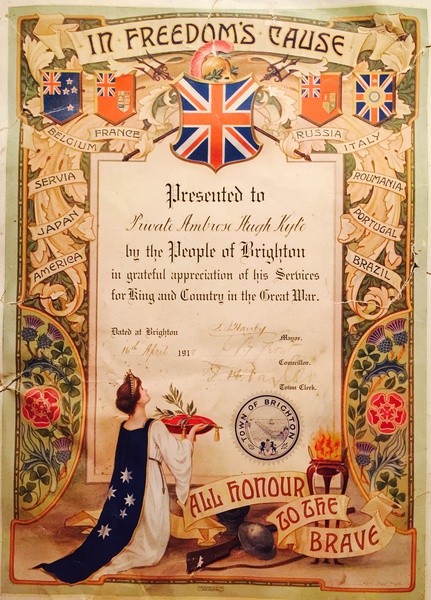 IN FREEDOM'S CAUSE
BELGIUM
FRANCE
RUSSIA
ITALY
SERVIA
JAPAN
AMERICA
ROUMANIA
PORTUGAL
BRAZIL
Presented to
Private Ambrose Hugh Kyte
by the People of Brighton
in grateful appreciation of his Services
for King and Country in the Great War.
Dated at Brighton
16th April 191
Mayor.
Councillor.
Town Clerk.
TOWN OF BRIGHTON
ALL HONOUR
TO THE
BRAVE